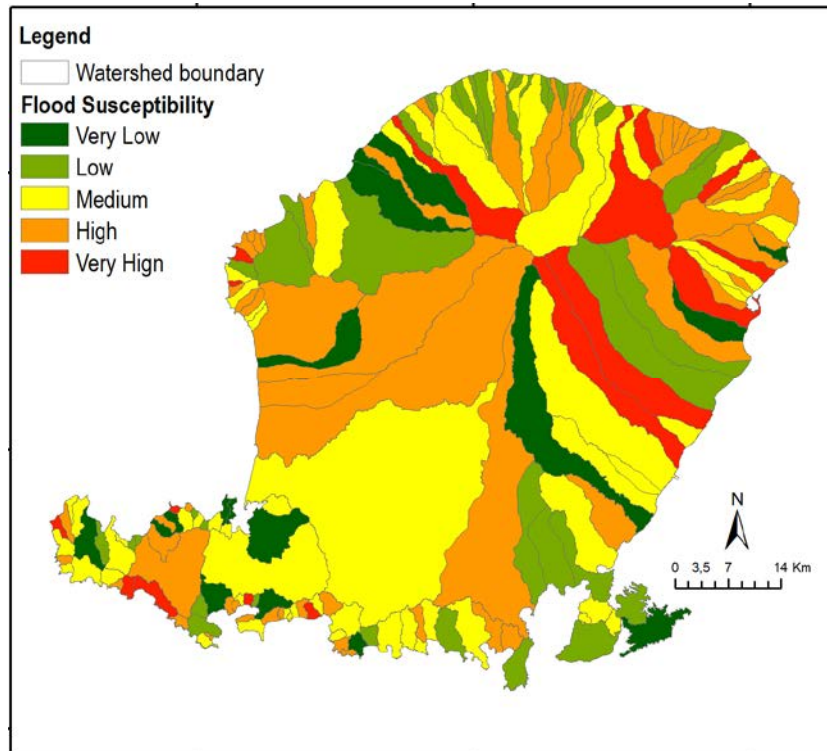 Legend
Watershed boundary
Flood Susceptibility
Very Low
Low
Medium
High
Very Hign
N
0 3,5 7 14 Km